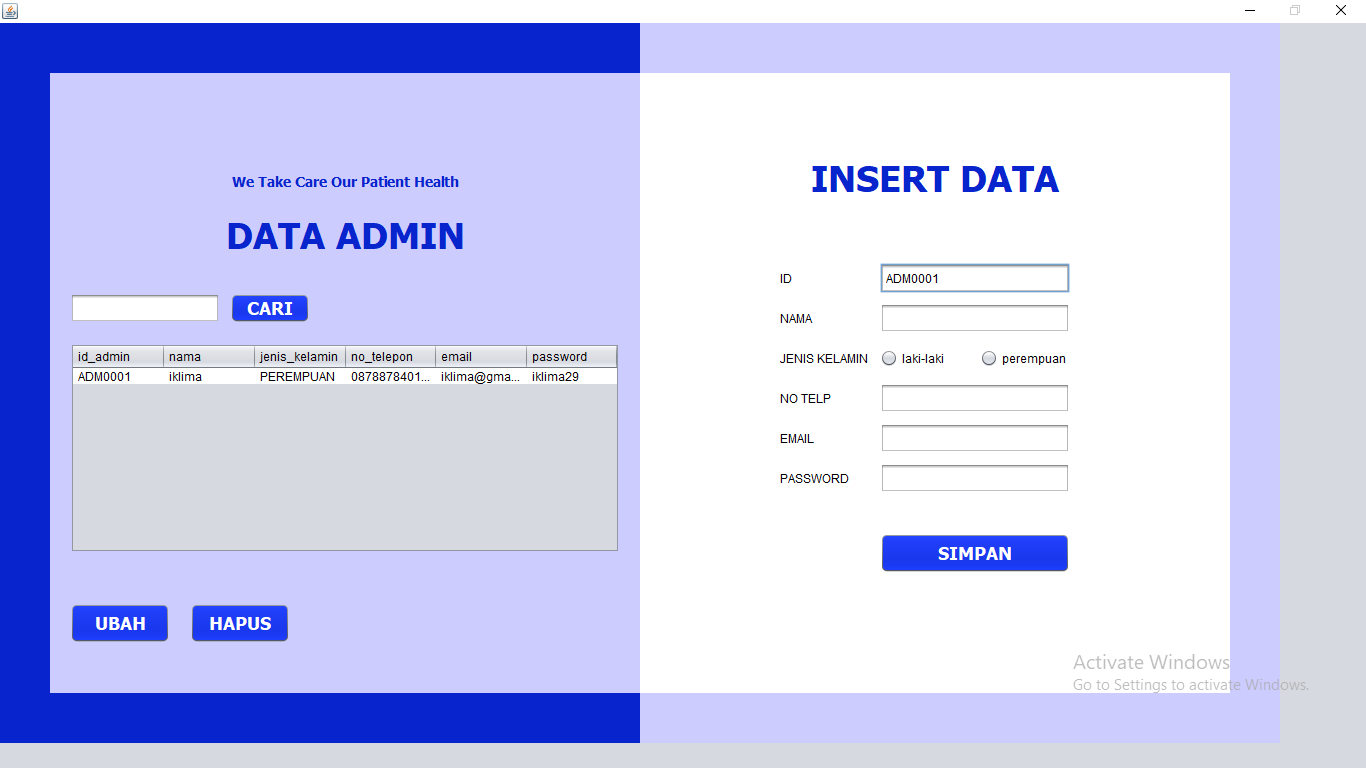 We Take Care Our Patient Health
DATA ADMIN
CARI
id_admin nama jenis_kelamin no_telepon email password
ADM0001 iklima PEREMPUAN 0878878401... iklima@gma... iklima29
UBAH HAPUS
INSERT DATA
ID ADM0001
NAMA
JENIS KELAMIN laki-laki perempuan
NO TELP
EMAIL
PASSWORD
SIMPAN
Activate Windows
Go to Settings to activate Windows.